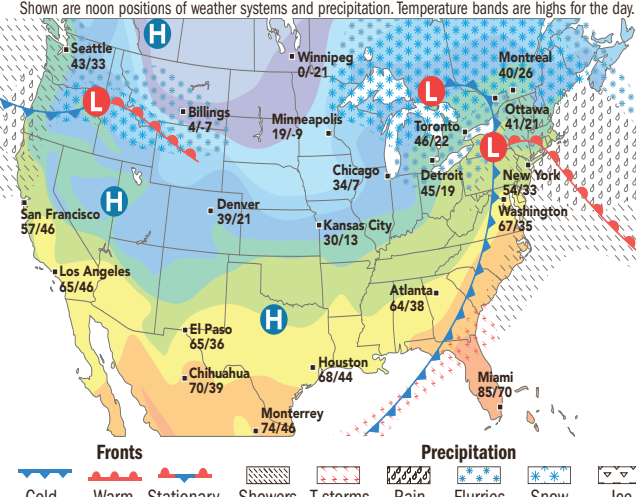 Shown are noon positions of weather systems and precipitation. Temperature bands are highs for the day.
H
Seattle
43/33
Winnipeg
0/-21
Montreal
40/26
L
L
Billings
4/-7
Minneapolis
19/-9
Ottawa
41/21
Toronto
46/22
L
Chicago
34/7
Detroit
45/19
New York
54/33
H
Denver
39/21
Washington
67/35
San Francisco
57/46
Kansas City
30/13
Los Angeles
65/46
Atlanta
64/38
H
El Paso
65/36
Houston
68/44
Chihuahua
70/39
Miami
85/70
Monterrey
74/46
Fronts
Precipitation
Cold Warm Stationary Showers T-storms Rain Flurries Snow Ice